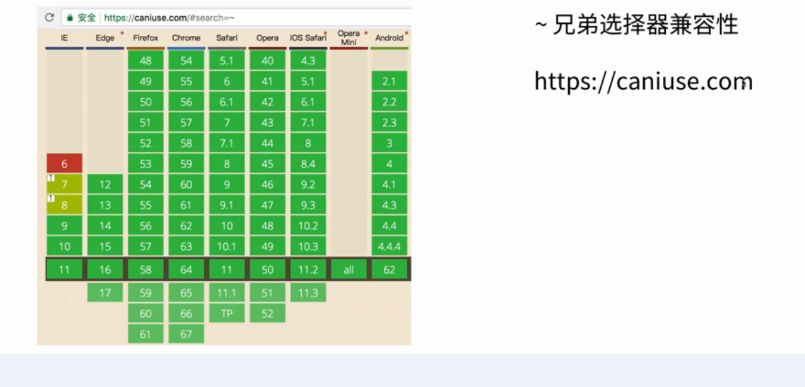 安全 https://caniuse.com/#search=~
~ 兄弟选择器兼容性
https://caniuse.com
IE Edge * Firefox Chrome Safari Opera iOS Safari * Opera Mini * Android *
48 54 5.1 40 4.3
49 55 6 41 5.1 2.1
50 56 6.1 42 6.1 2.2
51 57 7 43 7.1 2.3
52 58 7.1 44 8 3
6 53 59 8 45 8.4 4
1 7 12 54 60 9 46 9.2 4.1
1 8 13 55 61 9.1 47 9.3 4.3
9 14 56 62 10 48 10.2 4.4
10 15 57 63 10.1 49 10.3 4.4.4
11 16 58 64 11 50 11.2 all 62
17 59 65 11.1 51 11.3
60 66 TP 52
61 67